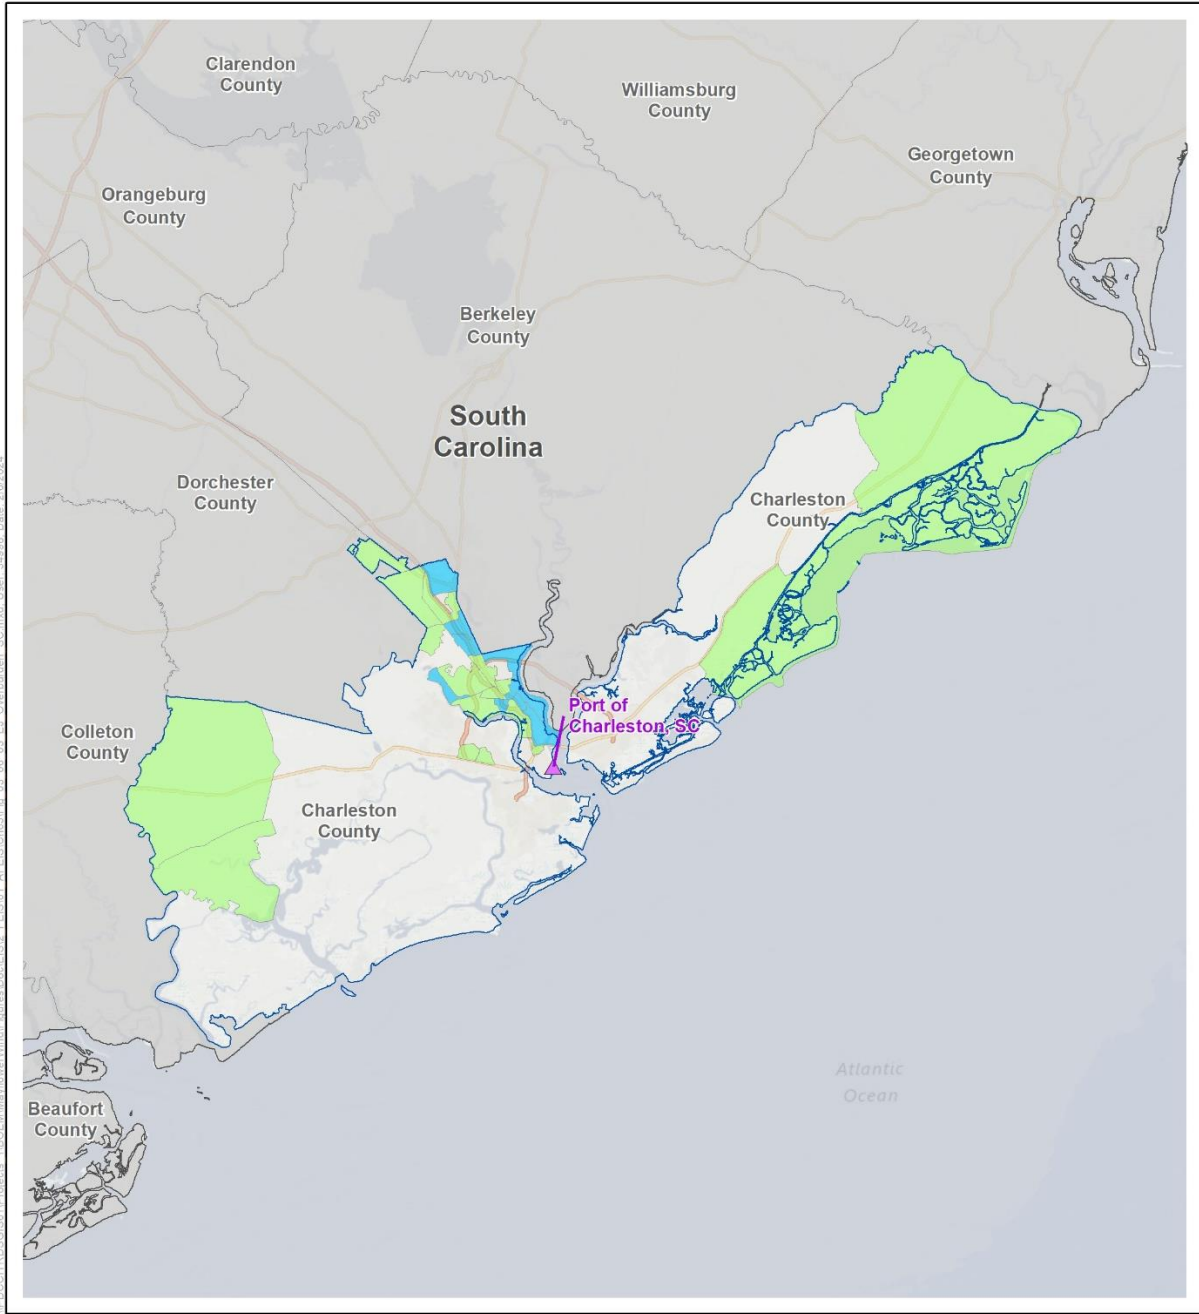 Clarendon
County
Williamsburg
County
Georgetown
County
Orangeburg
County
Berkeley
County
South
Carolina
Dorchester
County
Charleston
County
Port of
Charleston, SC
Colleton
County
Charleston
County
Atlantic
Ocean
Beaufort
County